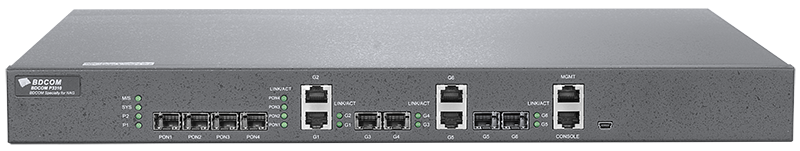 BDCOM
BDCOM P3310
BDCOM Specialty for NAG
M/S
SYS
P2
P1
PON1 PON2 PON3 PON4
LINK/ACT
PON4
PON3
PON2
PON1
G2
G1
LINK/ACT
G2
G1
G3 G4
LINK/ACT
G4
G3
G6
G5
G5 G6
LINK/ACT
G6
G5
MGMT
CONSOLE